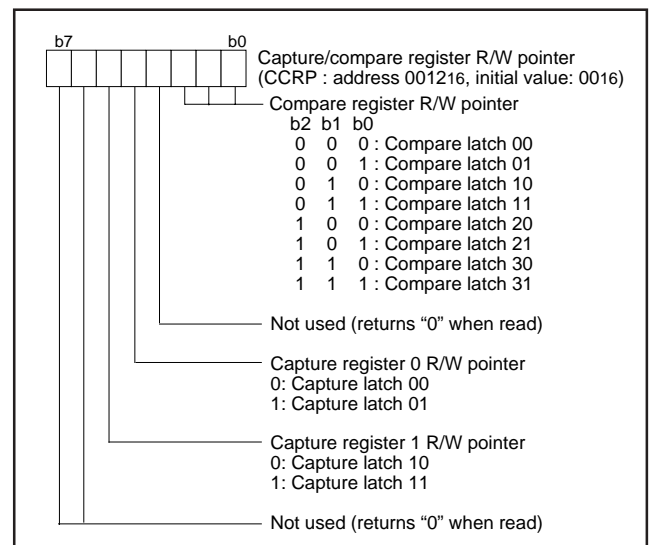 b7 b0
Capture/compare register R/W pointer
(CCRP : address 001216, initial value: 0016)
Compare register R/W pointer
b2 b1 b0
0 0 0 : Compare latch 00
0 0 1 : Compare latch 01
0 1 0 : Compare latch 10
0 1 1 : Compare latch 11
1 0 0 : Compare latch 20
1 0 1 : Compare latch 21
1 1 0 : Compare latch 30
1 1 1 : Compare latch 31
Not used (returns “0” when read)
Capture register 0 R/W pointer
0: Capture latch 00
1: Capture latch 01
Capture register 1 R/W pointer
0: Capture latch 10
1: Capture latch 11
Not used (returns “0” when read)